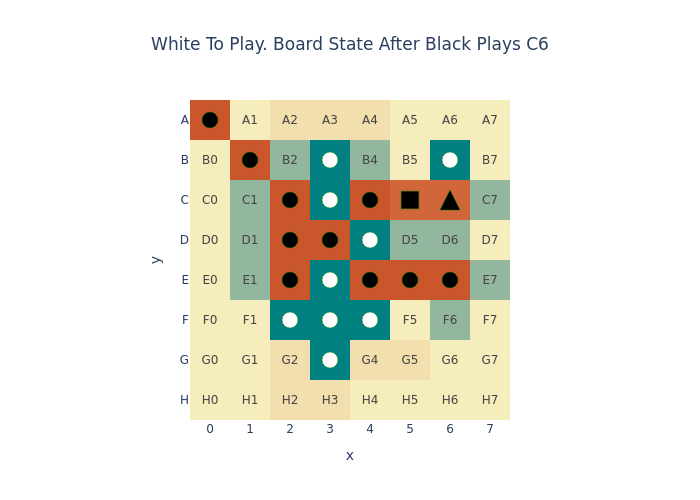 White To Play. Board State After Black Plays C6
A A1 A2 A3 A4 A5 A6 A7
B B0 B2 B4 B5 B7
C C0 C1 C7
D D0 D1 D5 D6 D7
E E0 E1 E7
F F0 F1 F5 F6 F7
G G0 G1 G2 G4 G5 G6 G7
H H0 H1 H2 H3 H4 H5 H6 H7
0 1 2 3 4 5 6 7
x
y